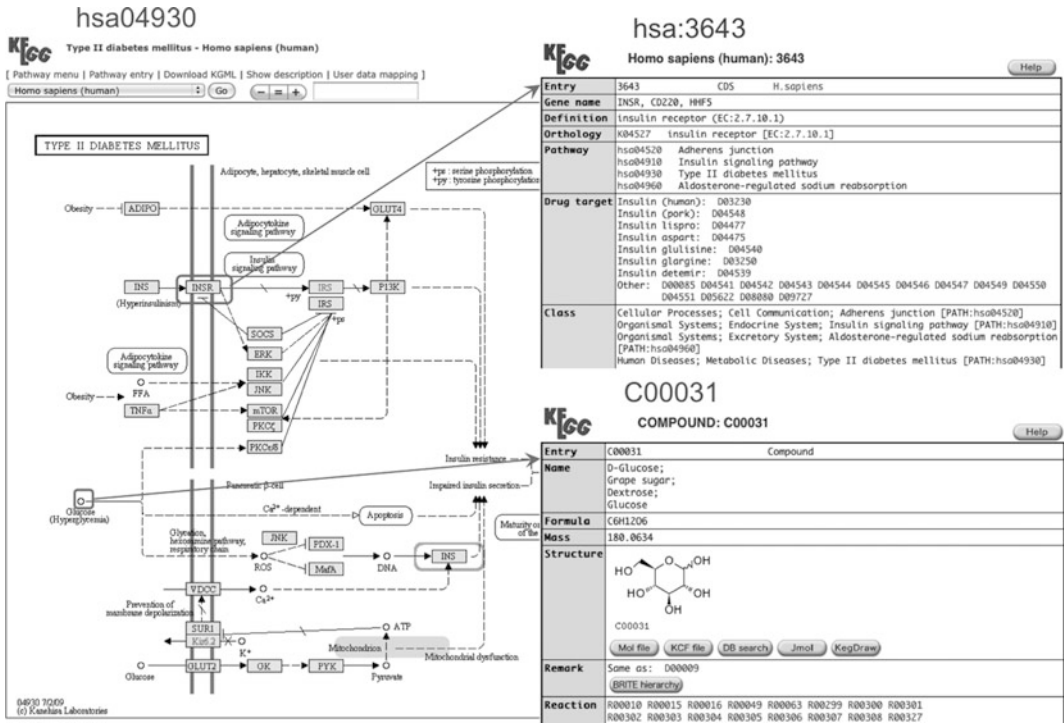 hsa04930
KEGG
Type II diabetes mellitus - Homo sapiens (human)
[ Pathway menu | Pathway entry | Download KGML | Show description | User data mapping ]
Homo sapiens (human)
Go
- = +
TYPE II DIABETES MELLITUS
Adipocyte, hepatocyte, skeletal muscle cell
+ps : serine phosphorylation
+py : tyrosine phosphorylation
Obesity
ADIPO
GLUT4
Adipocytokine
signaling pathway
Insulin
signaling pathway
INS
INSR
IRS
PI3K
(Hyperinsulinism)
+py
IRS
+ps
SOCS
ERK
Adipocytokine
signaling pathway
IKK
FFA
JNK
Obesity
TNFα
mTOR
PKCζ
PKCε/δ
Insulin resistance
Pancreatic β-cell
Impaired insulin secretion
Glucose
(Hyperglycemia)
Ca2+ -dependent
Apoptosis
Maturity
of the
Glycation,
hexosamine pathway,
respiratory chain
JNK
PDX-1
ROS
MafA
DNA
INS
VDCC
Ca2+
Prevention of
membrane depolarization
SUR1
Kir6.2
K+
ATP
Mitochondrion
Mitochondrial dysfunction
Glucose
GLUT2
GK
PYK
Pyruvate
04930 7/2/09
(c) Kanehisa Laboratories
hsa:3643
KEGG
Homo sapiens (human): 3643
Help
Entry 3643 CDS H.sapiens
Gene name INSR, CD220, HHF5
Definition insulin receptor (EC:2.7.10.1)
Orthology K04527 insulin receptor [EC:2.7.10.1]
Pathway hsa04520 Adherens junction
hsa04910 Insulin signaling pathway
hsa04930 Type II diabetes mellitus
hsa04960 Aldosterone-regulated sodium reabsorption
Drug target Insulin (human): D03230
Insulin (pork): D04548
Insulin lispro: D04477
Insulin aspart: D04475
Insulin glulisine: D04540
Insulin glargine: D03250
Insulin detemir: D04539
Other: D00085 D04541 D04542 D04543 D04544 D04545 D04546 D04547 D04549 D04550
D04551 D05622 D08080 D09727
Class Cellular Processes; Cell Communication; Adherens junction [PATH:hsa04520]
Organismal Systems; Endocrine System; Insulin signaling pathway [PATH:hsa04910]
Organismal Systems; Excretory System; Aldosterone-regulated sodium reabsorption
[PATH:hsa04960]
Human Diseases; Metabolic Diseases; Type II diabetes mellitus [PATH:hsa04930]
C00031
KEGG
COMPOUND: C00031
Help
Entry C00031 Compound
Name D-Glucose;
Grape sugar;
Dextrose;
Glucose
Formula C6H12O6
Mass 180.0634
Structure
HO
O
OH
HO
OH
OH
C00031
Mol file KCF file DB search Jmol KegDraw
Remark Same as: D00009
BRITE hierarchy
Reaction R00010 R00015 R00016 R00049 R00063 R00299 R00300 R00301
R00302 R00303 R00304 R00305 R00306 R00307 R00308 R00327